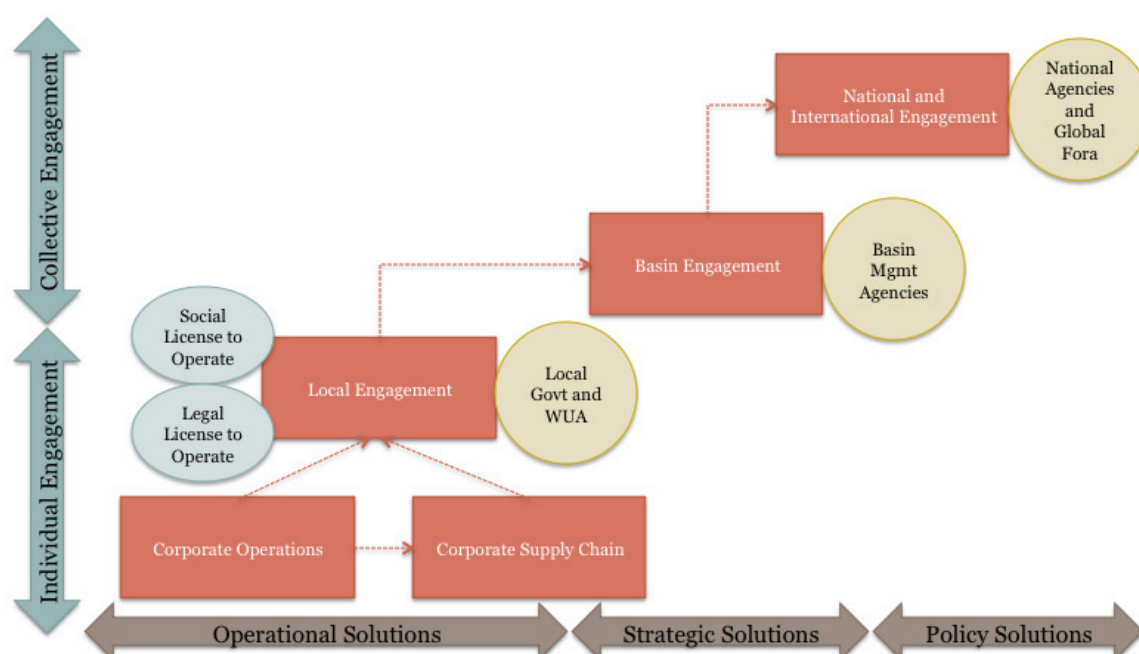 Collective Engagement
Individual Engagement
National and
International Engagement
National
Agencies
and
Global
Fora
Basin Engagement
Basin
Mgmt
Agencies
Social
License to
Operate
Legal
License to
Operate
Local Engagement
Local
Govt and
WUA
Corporate Operations
Corporate Supply Chain
Operational Solutions
Strategic Solutions
Policy Solutions